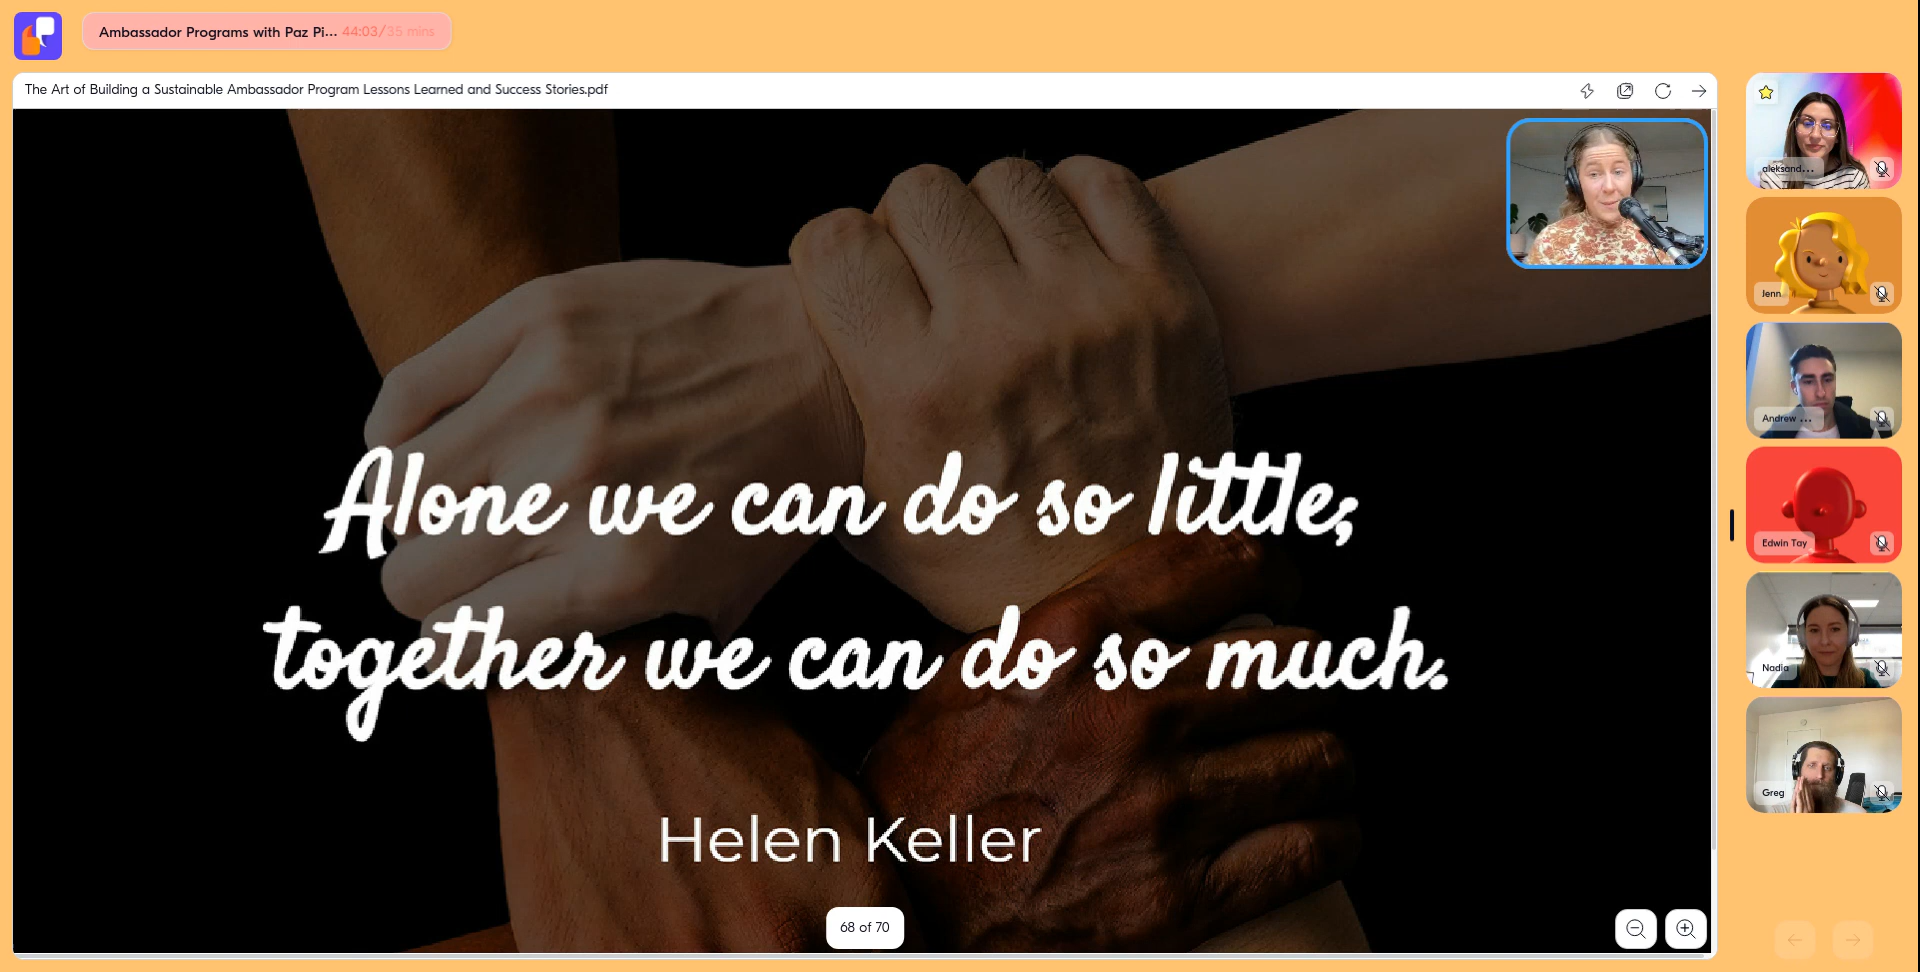 Ambassador Programs with Paz Pi... 44:03/35 mins
The Art of Building a Sustainable Ambassador Program Lessons Learned and Success Stories.pdf
aleksand...
Jenn
Andrew ...
Edwin Tay
Nadia
Greg
Alone we can do so little;
together we can do so much.
Helen Keller
68 of 70